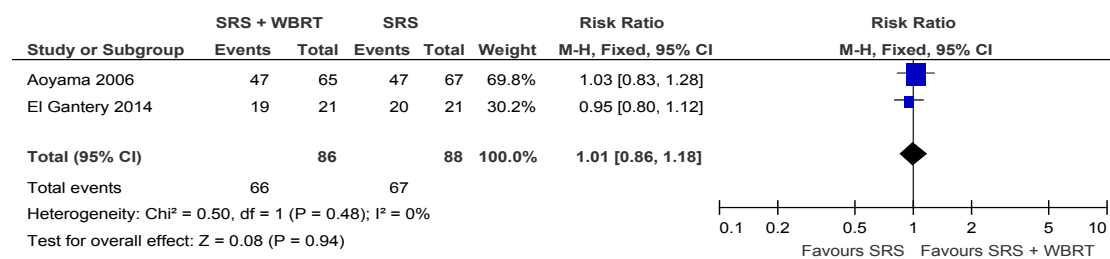 SRS + WBRT SRS Risk Ratio Risk Ratio
Study or Subgroup Events Total Events Total Weight M-H, Fixed, 95% CI M-H, Fixed, 95% CI
Aoyama 2006 47 65 47 67 69.8% 1.03 [0.83, 1.28]
El Gantery 2014 19 21 20 21 30.2% 0.95 [0.80, 1.12]
Total (95% CI) 86 88 100.0% 1.01 [0.86, 1.18]
Total events 66 67
Heterogeneity: Chi² = 0.50, df = 1 (P = 0.48); I² = 0%
Test for overall effect: Z = 0.08 (P = 0.94)
0.1 0.2 0.5 1 2 5 10
Favours SRS Favours SRS + WBRT